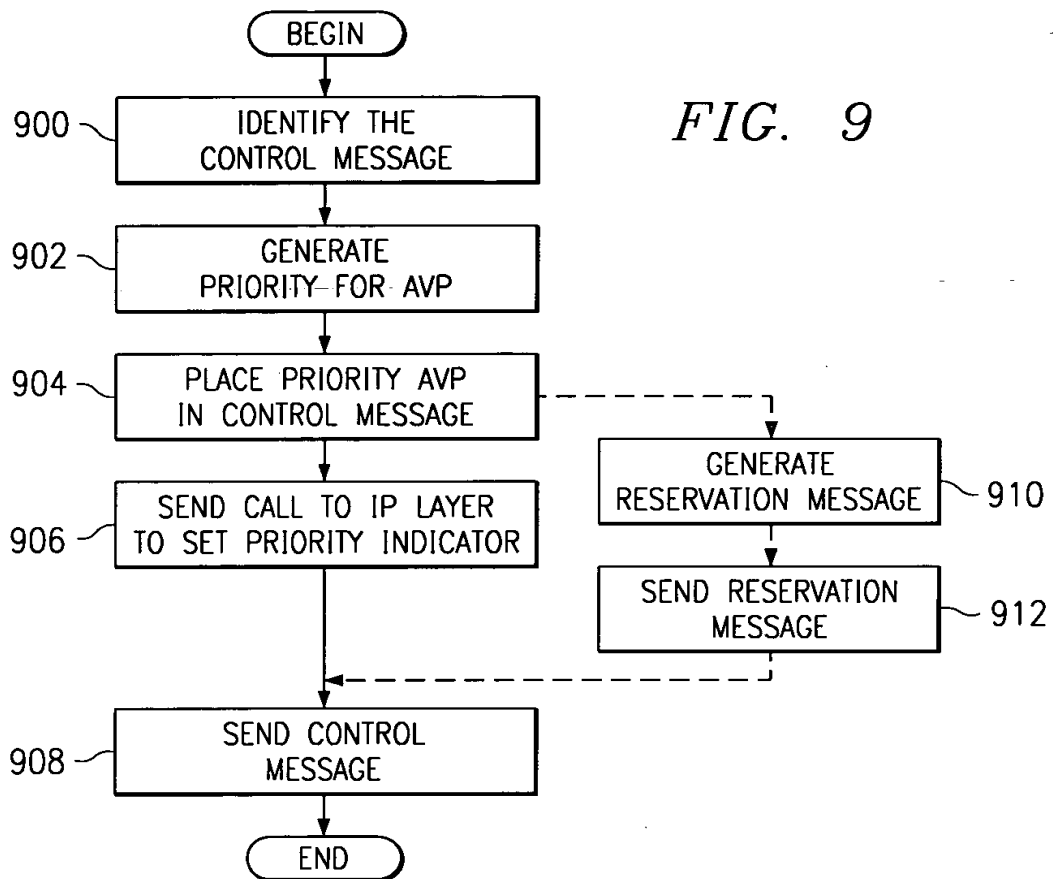 BEGIN
FIG. 9
900
IDENTIFY THE
CONTROL MESSAGE
902
GENERATE
PRIORITY FOR AVP
904
PLACE PRIORITY AVP
IN CONTROL MESSAGE
GENERATE
RESERVATION MESSAGE
910
906
SEND CALL TO IP LAYER
TO SET PRIORITY INDICATOR
SEND RESERVATION
MESSAGE
912
908
SEND CONTROL
MESSAGE
END